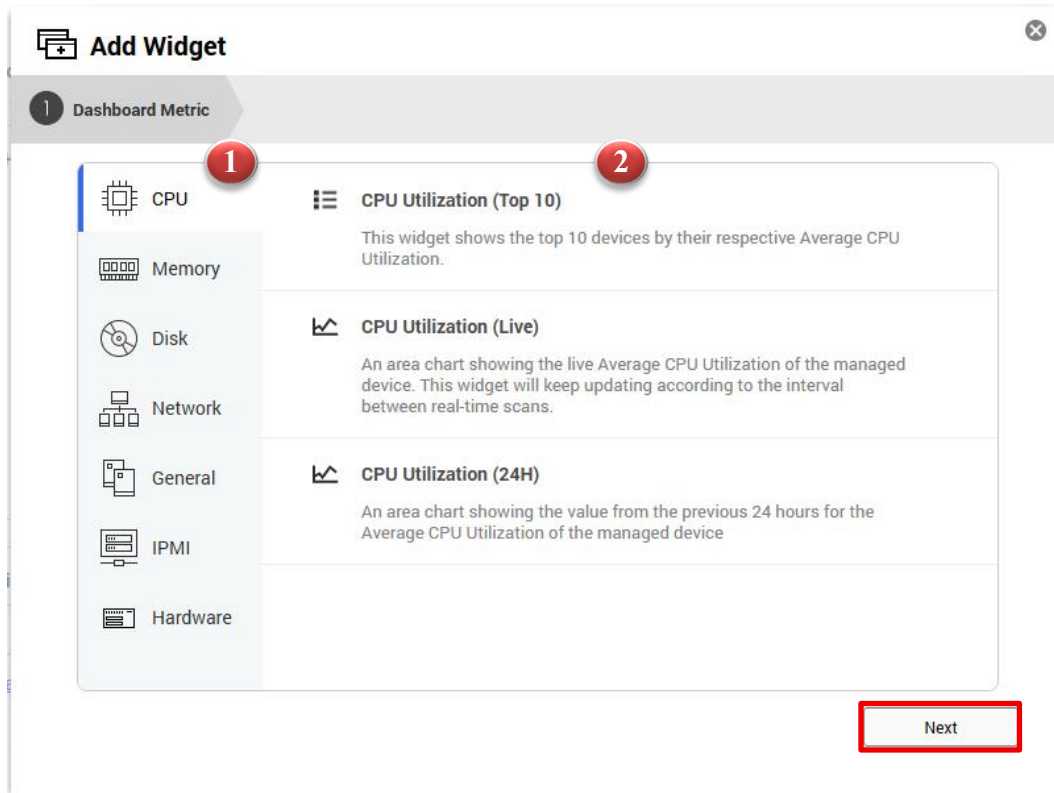 Add Widget
1 Dashboard Metric
1
2
CPU
Memory
Disk
Network
General
IPMI
Hardware
CPU Utilization (Top 10)
This widget shows the top 10 devices by their respective Average CPU
Utilization.
CPU Utilization (Live)
An area chart showing the live Average CPU Utilization of the managed
device. This widget will keep updating according to the interval
between real-time scans.
CPU Utilization (24H)
An area chart showing the value from the previous 24 hours for the
Average CPU Utilization of the managed device
Next